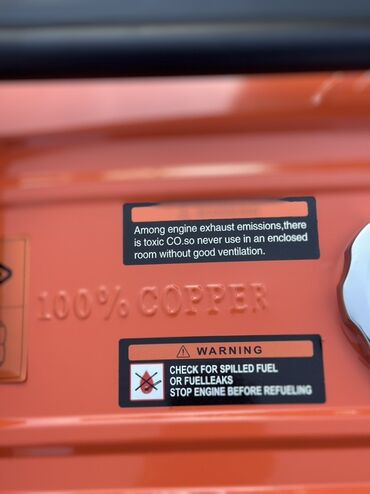 Among engine exhaust emissions,there
is toxic CO.so never use in an enclosed
room without good ventilation.
100% COPPER
WARNING
CHECK FOR SPILLED FUEL
OR FUELLEAKS
STOP ENGINE BEFORE REFUELING